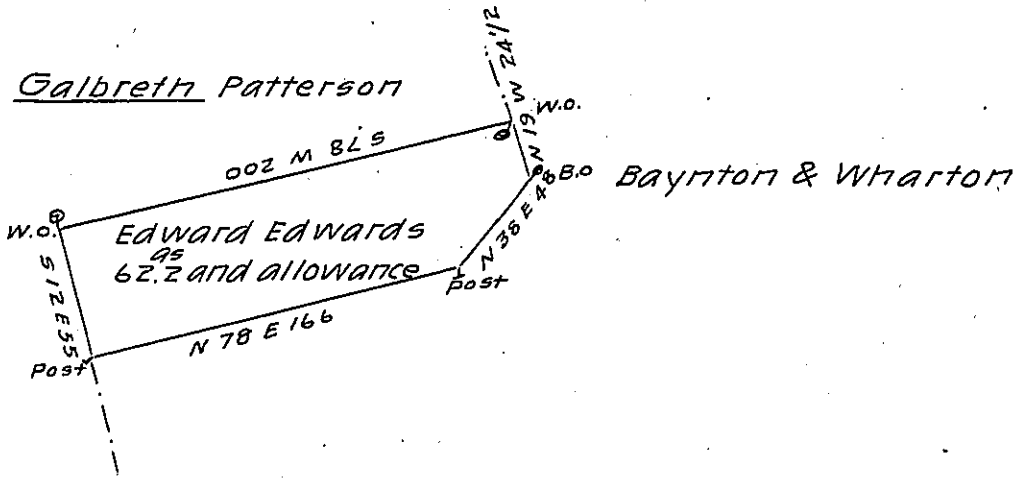 N 19 W 24 1/2
Galbreth Patterson
W.O.
S 78 W 200
B.O
Baynton & Wharton
W.O.
Edward Edwards
as
62.2 and allowance
N 38 E 48
Post
S 12 E 55
N 78 E 166
Post